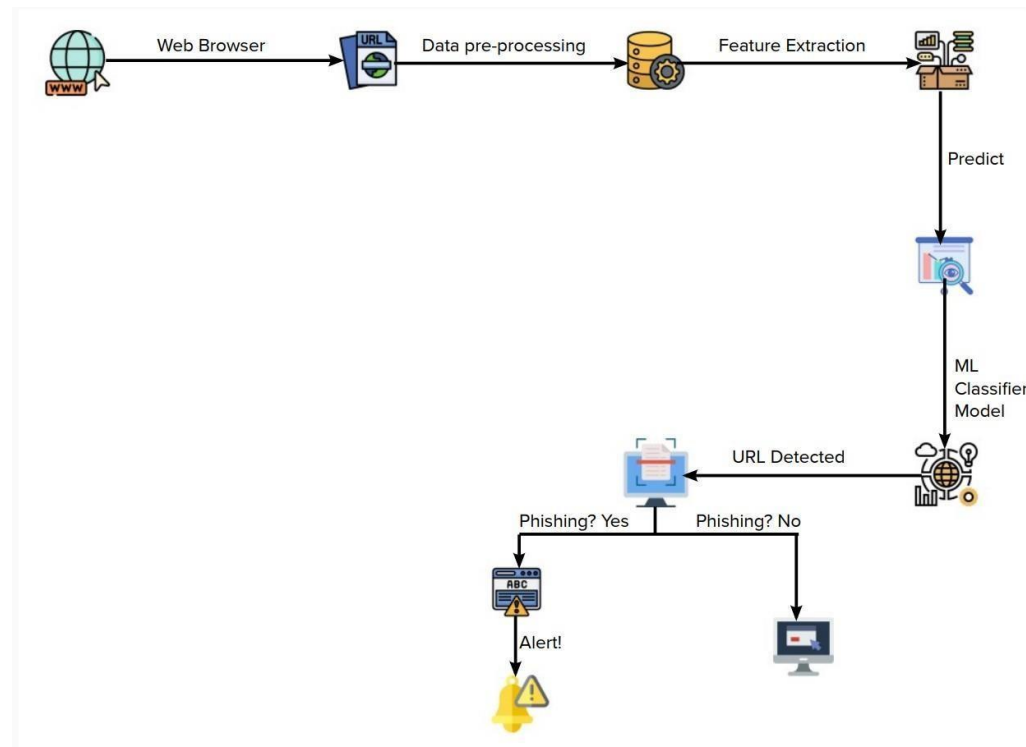 Web Browser
Data pre-processing
Feature Extraction
WWW
URL
Predict
ML
Classifier
Model
URL Detected
Phishing? Yes
Phishing? No
ABC
Alert!